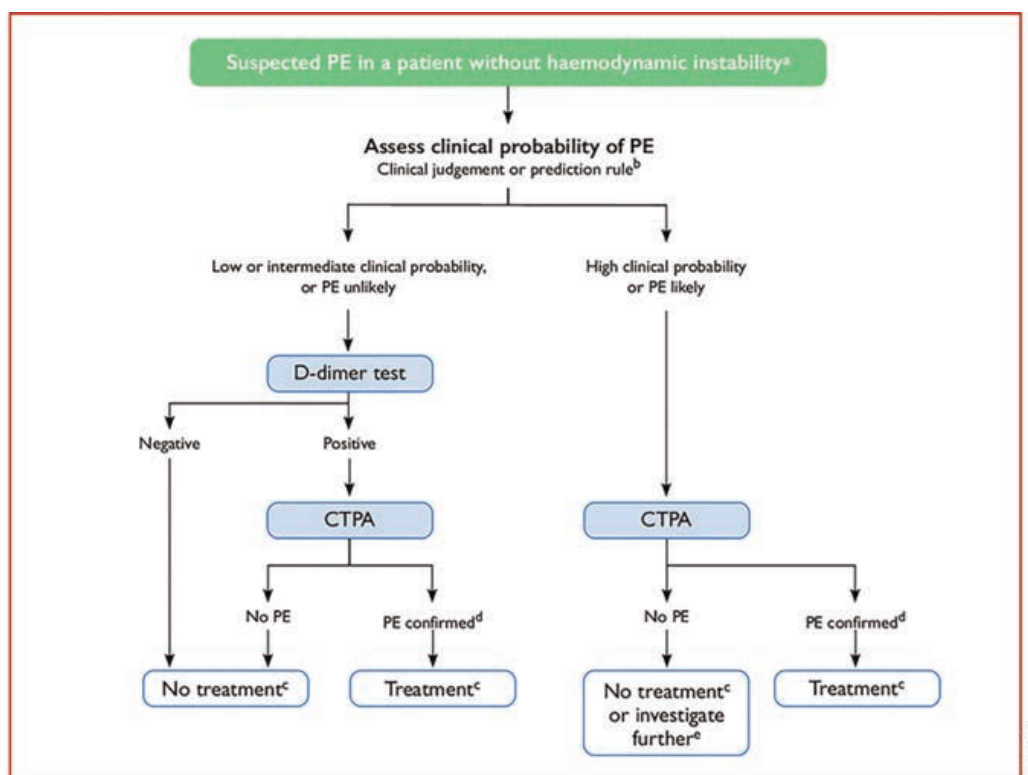 Suspected PE in a patient without haemodynamic instabilityᵃ
Assess clinical probability of PE
Clinical judgement or prediction ruleᵇ
Low or intermediate clinical probability,
or PE unlikely
High clinical probability
or PE likely
D-dimer test
Negative
Positive
CTPA
CTPA
No PE
PE confirmedᵈ
No PE
PE confirmedᵈ
No treatmentᶜ
Treatmentᶜ
No treatmentᶜ
or investigate
furtherᵉ
Treatmentᶜ